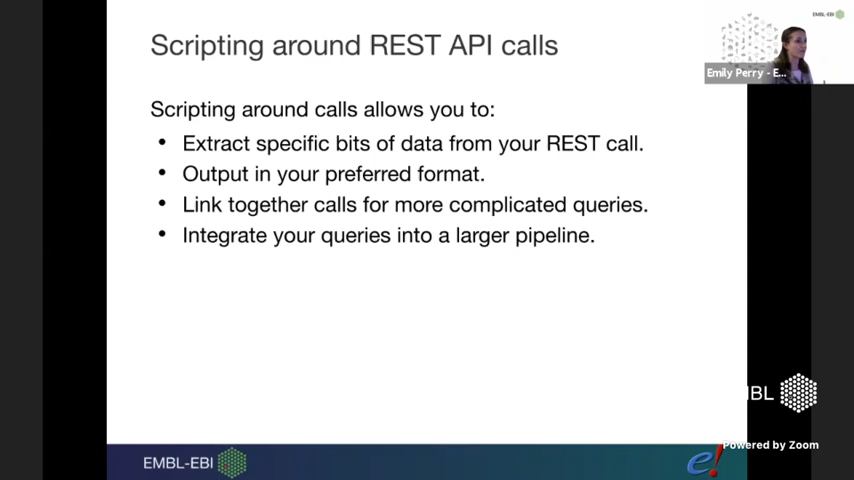 Scripting around REST API calls
EMBL-EBI
Emily Perry - E...
Scripting around calls allows you to:
• Extract specific bits of data from your REST call.
• Output in your preferred format.
• Link together calls for more complicated queries.
• Integrate your queries into a larger pipeline.
MBL
Powered by Zoom
EMBL-EBI
e!